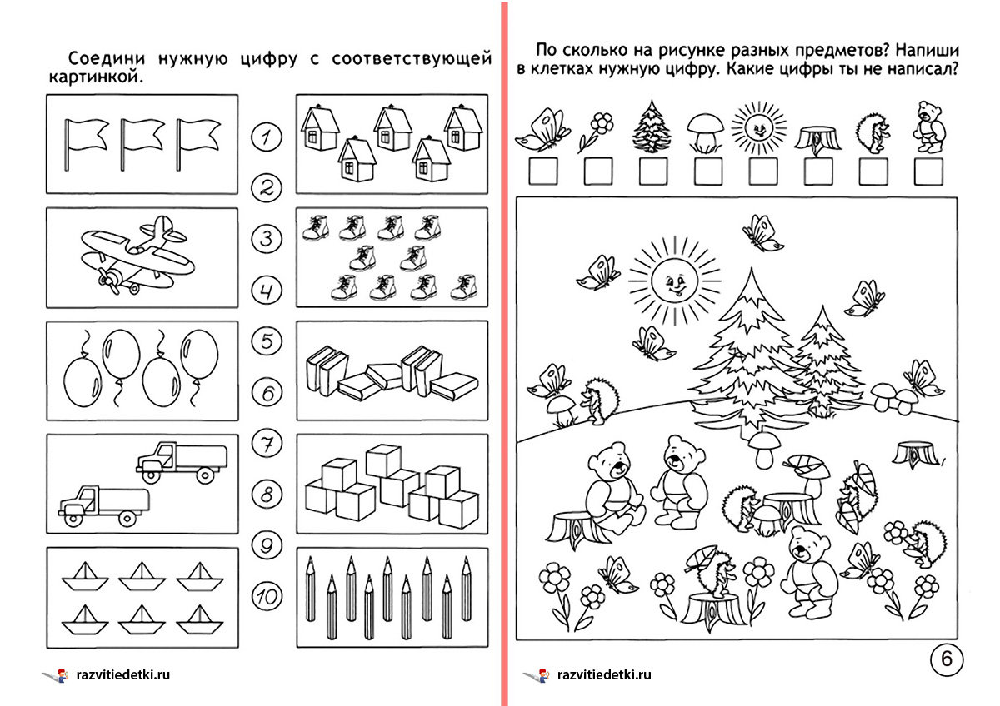 Соедини нужную цифру с соответствующей
картинкой.
1
2
3
4
5
6
7
8
9
10
razvitiedetki.ru
По сколько на рисунке разных предметов? Напиши
в клетках нужную цифру. Какие цифры ты не написал?
6
razvitiedetki.ru